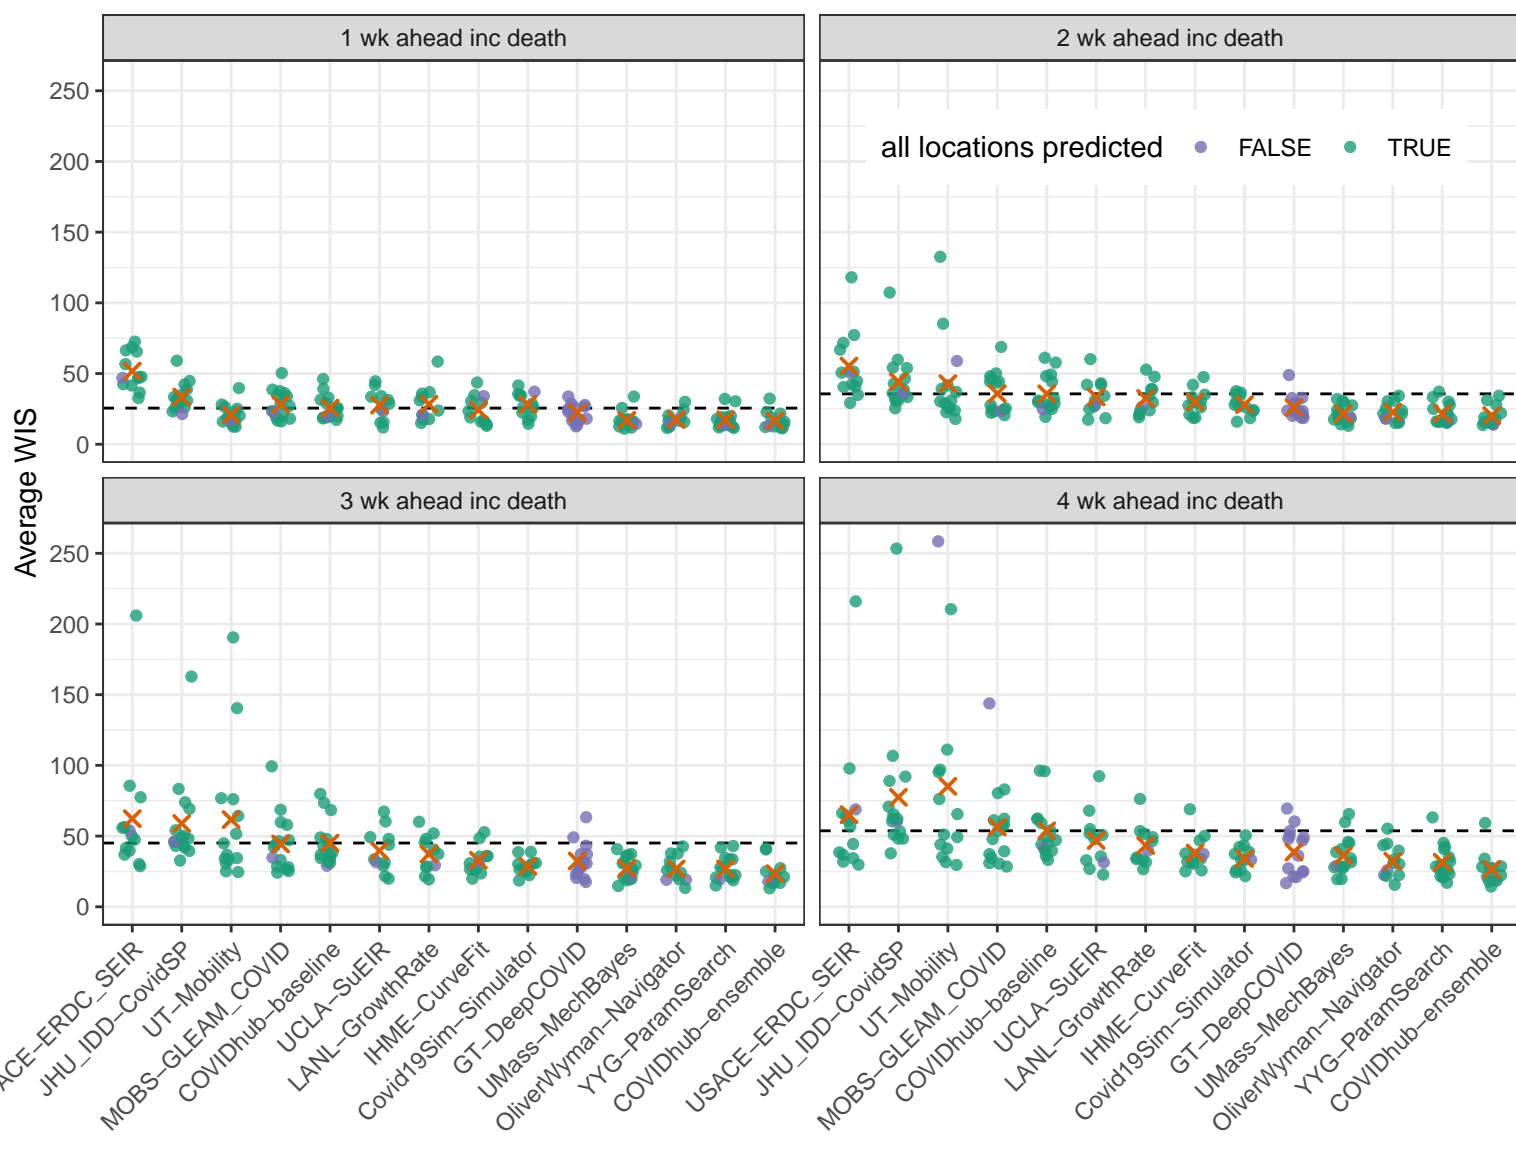 1 wk ahead inc death
2 wk ahead inc death
250
200
150
100
50
0
all locations predicted FALSE TRUE
Average WIS
3 wk ahead inc death
4 wk ahead inc death
250
200
150
100
50
0
ACE−ERDC_SEIR
JHU_IDD−CovidSP
UT−Mobility
MOBS−GLEAM_COVID
COVIDhub−baseline
UCLA−SuEIR
LANL−GrowthRate
IHME−CurveFit
Covid19Sim−Simulator
GT−DeepCOVID
UMass−MechBayes
OliverWyman−Navigator
YYG−ParamSearch
COVIDhub−ensemble
USACE−ERDC_SEIR
JHU_IDD−CovidSP
UT−Mobility
MOBS−GLEAM_COVID
COVIDhub−baseline
UCLA−SuEIR
LANL−GrowthRate
IHME−CurveFit
Covid19Sim−Simulator
GT−DeepCOVID
UMass−MechBayes
OliverWyman−Navigator
YYG−ParamSearch
COVIDhub−ensemble